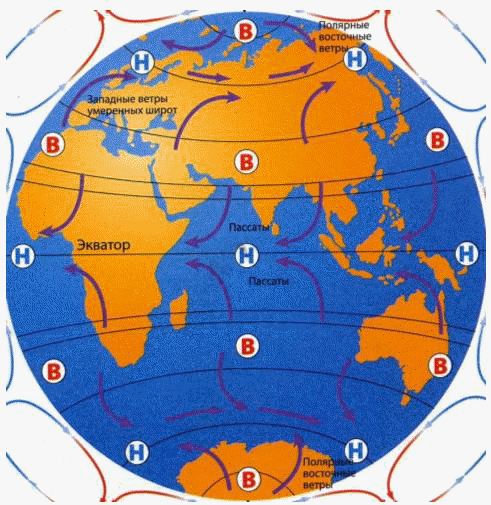 В
Полярные
восточные
ветры
Н
Н
Западные ветры
умеренных широт
В
В
В
Пассаты
Экватор
Н
Н
Н
Пассаты
В
В
В
Н
Н
Полярные
восточные
ветры
В